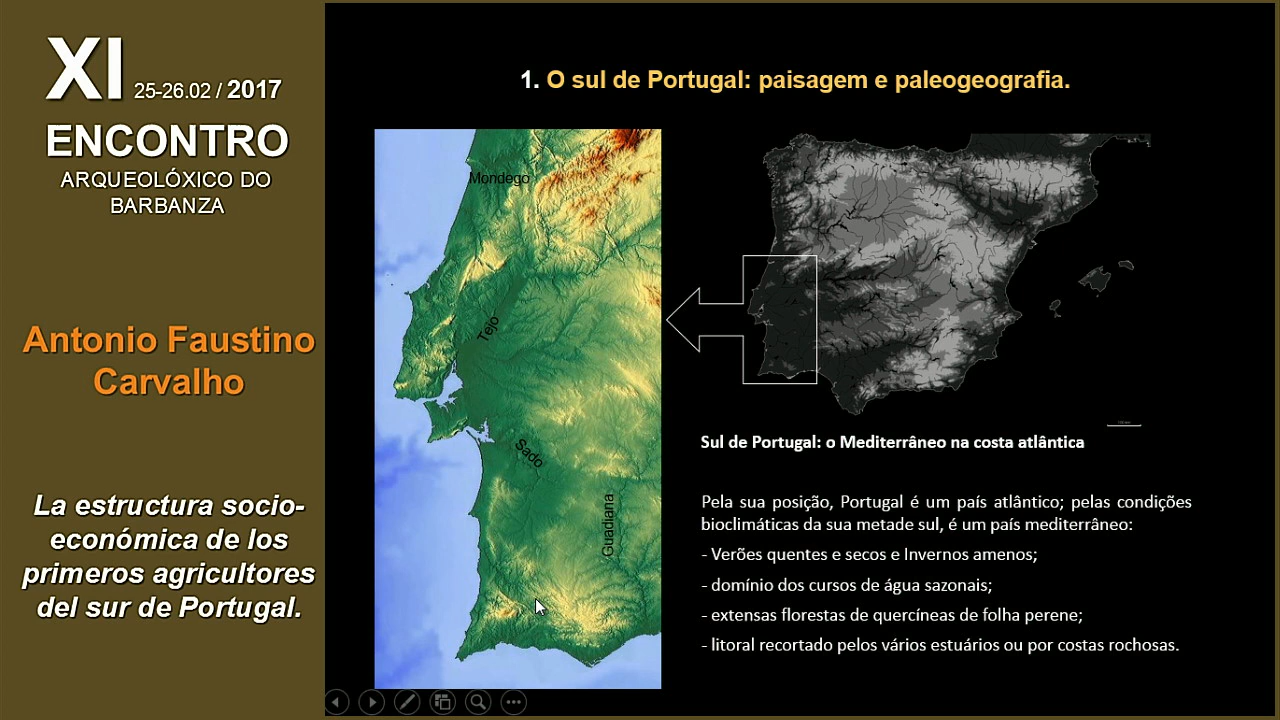 XI 25-26.02 / 2017
ENCONTRO
ARQUEOLÓXICO DO
BARBANZA
Antonio Faustino
Carvalho
La estructura socio-
económica de los
primeros agricultores
del sur de Portugal.
1. O sul de Portugal: paisagem e paleogeografia.
Mondego
Tejo
Sado
Guadiana
Sul de Portugal: o Mediterrâneo na costa atlântica
Pela sua posição, Portugal é um país atlântico; pelas condições
bioclimáticas da sua metade sul, é um país mediterrâneo:
- Verões quentes e secos e Invernos amenos;
- domínio dos cursos de água sazonais;
- extensas florestas de quercíneas de folha perene;
- litoral recortado pelos vários estuários ou por costas rochosas.